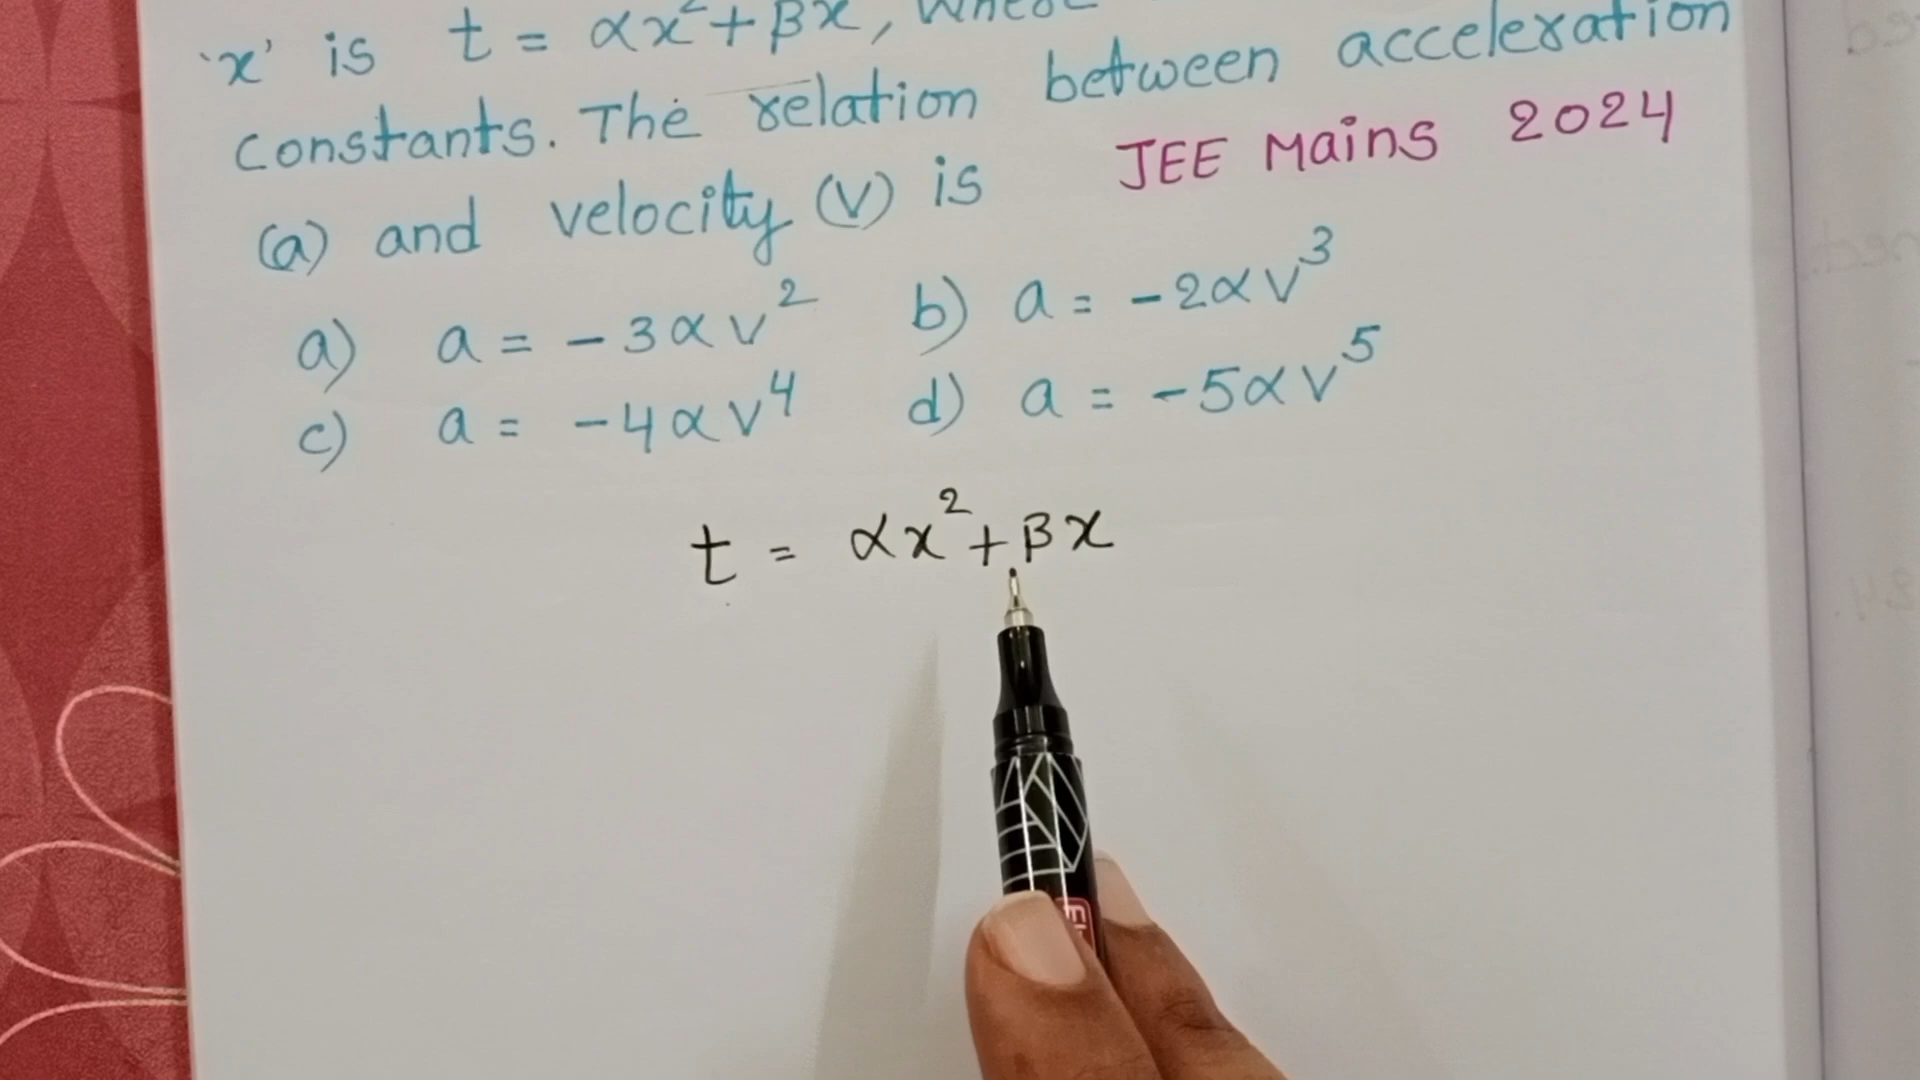 'x' is t = αx²+βx,
constants. The relation between acceleration
(a) and velocity (v) is JEE Mains 2024
a) a = -3αv² b) a = -2αv³
c) a = -4αv⁴ d) a = -5αv⁵
t = αx²+βx